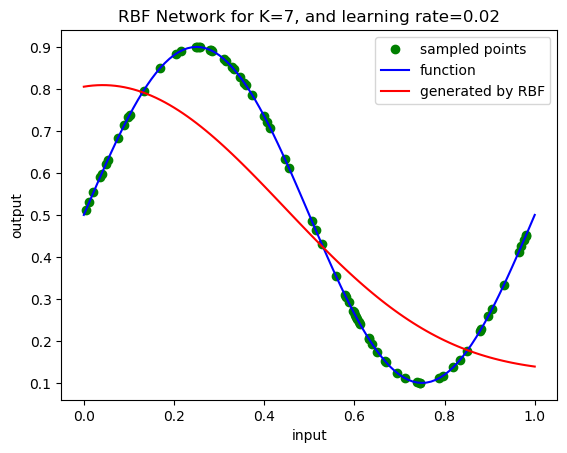 RBF Network for K=7, and learning rate=0.02
sampled points
function
generated by RBF
output
0.9
0.8
0.7
0.6
0.5
0.4
0.3
0.2
0.1
0.0 0.2 0.4 0.6 0.8 1.0
input